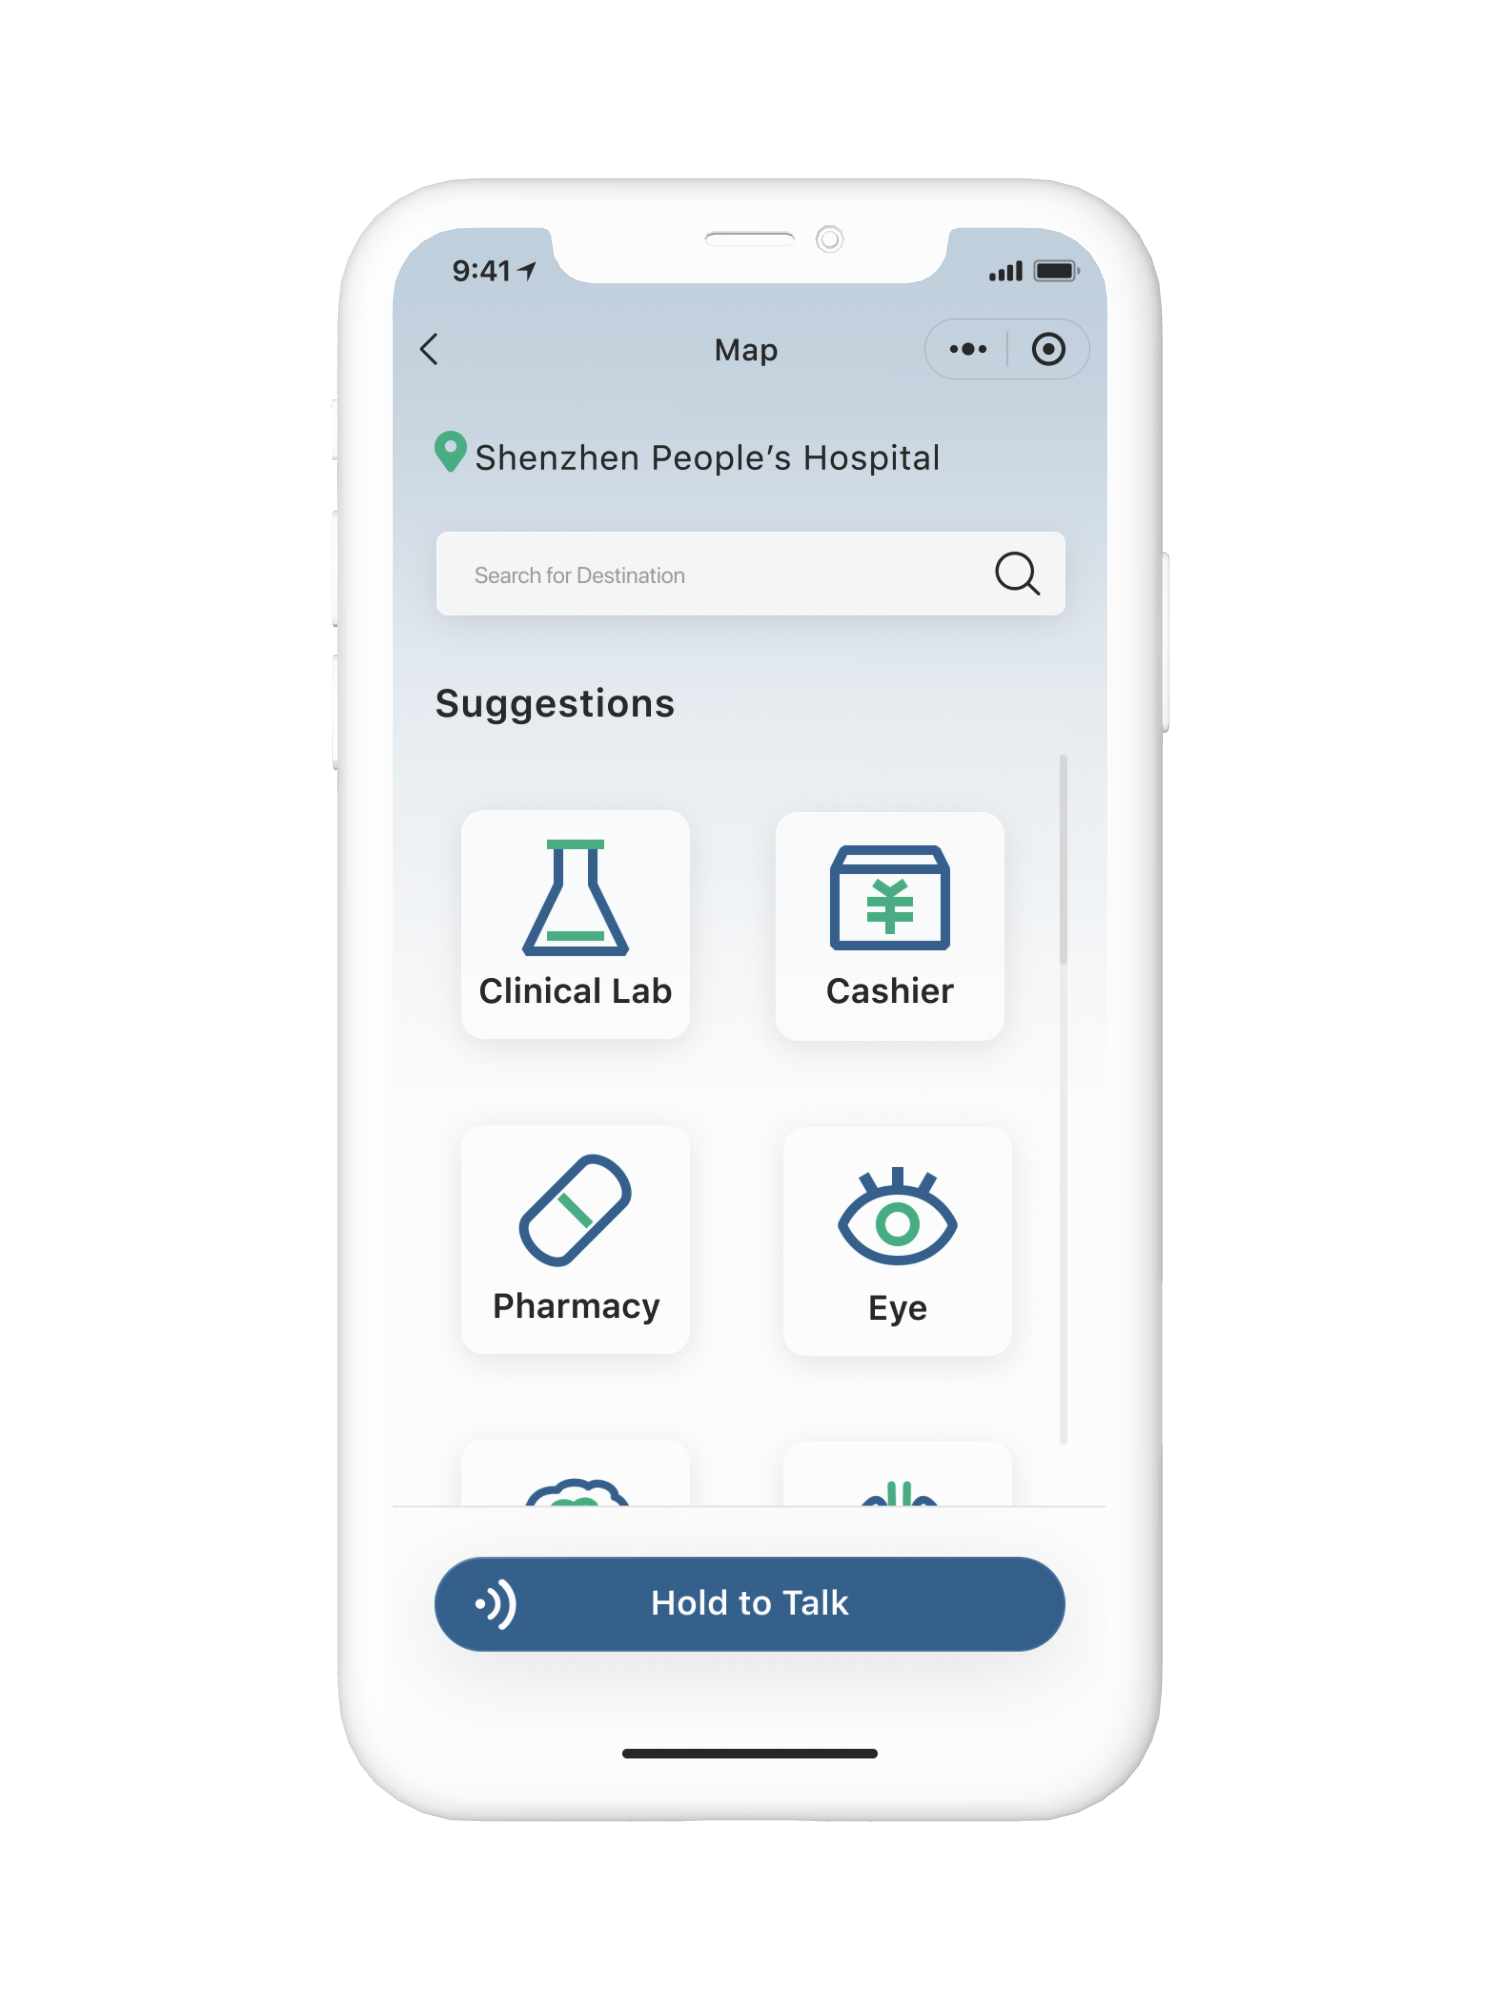 9:41
Map
Shenzhen People’s Hospital
Search for Destination
Suggestions
Clinical Lab
Cashier
Pharmacy
Eye
Hold to Talk